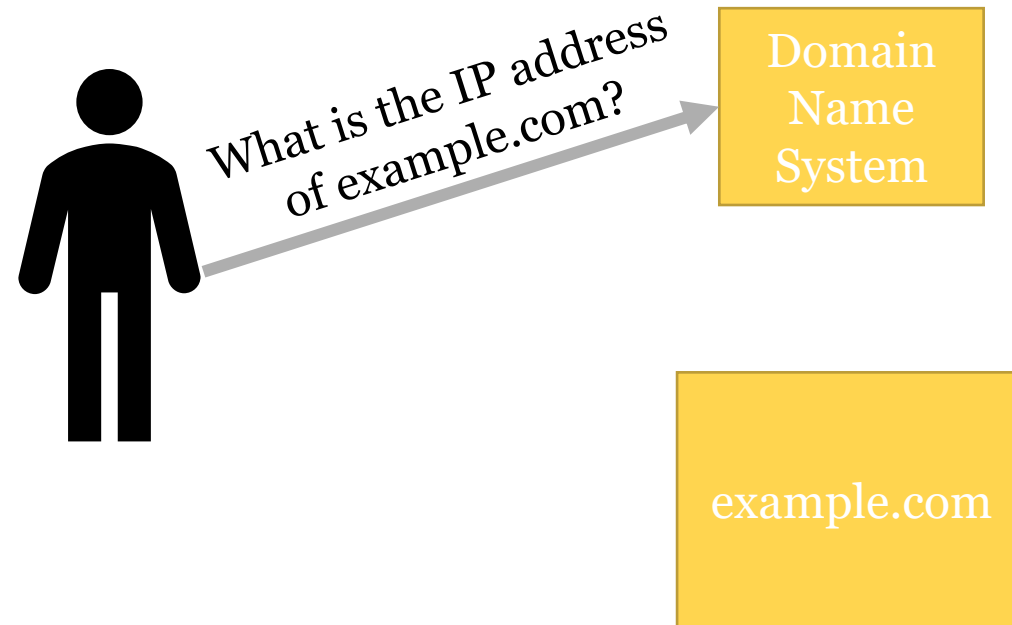 What is the IP address
of example.com?
Domain
Name
System
example.com